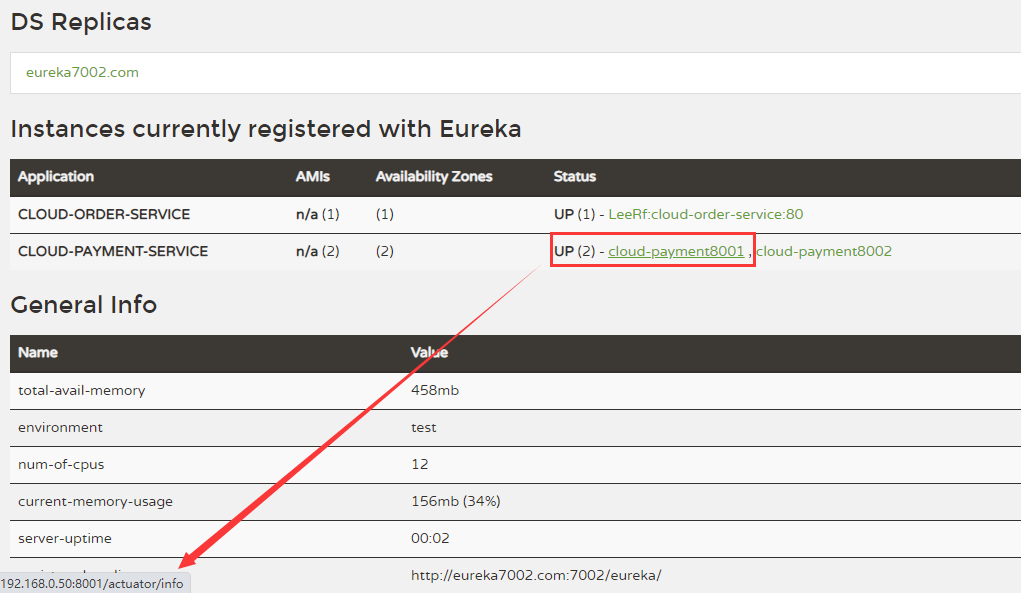 DS Replicas
eureka7002.com
Instances currently registered with Eureka
Application AMIs Availability Zones Status
CLOUD-ORDER-SERVICE n/a (1) (1) UP (1) - LeeRf:cloud-order-service:80
CLOUD-PAYMENT-SERVICE n/a (2) (2) UP (2) - cloud-payment8001 , cloud-payment8002
General Info
Name Value
total-avail-memory 458mb
environment test
num-of-cpus 12
current-memory-usage 156mb (34%)
server-uptime 00:02
http://eureka7002.com:7002/eureka/
192.168.0.50:8001/actuator/info